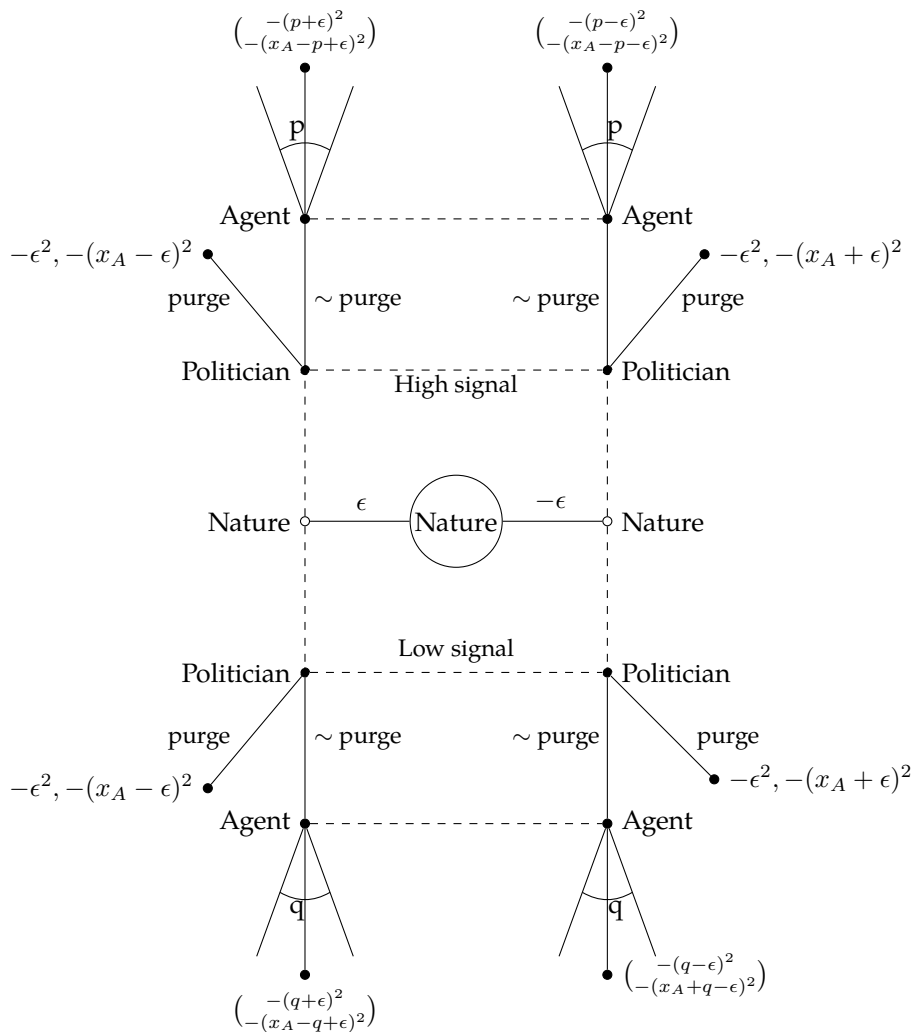 (−(p+ϵ)² −(x_A−p+ϵ)²) (−(p−ϵ)² −(x_A−p−ϵ)²)
p p
Agent Agent
−ϵ², −(x_A − ϵ)² −ϵ², −(x_A + ϵ)²
purge ∼ purge ∼ purge purge
Politician Politician
High signal
ϵ −ϵ
Nature Nature Nature
Low signal
Politician Politician
purge ∼ purge ∼ purge purge
−ϵ², −(x_A − ϵ)² −ϵ², −(x_A + ϵ)²
Agent Agent
q q
(−(q+ϵ)² −(x_A−q+ϵ)²) (−(q−ϵ)² −(x_A+q−ϵ)²)